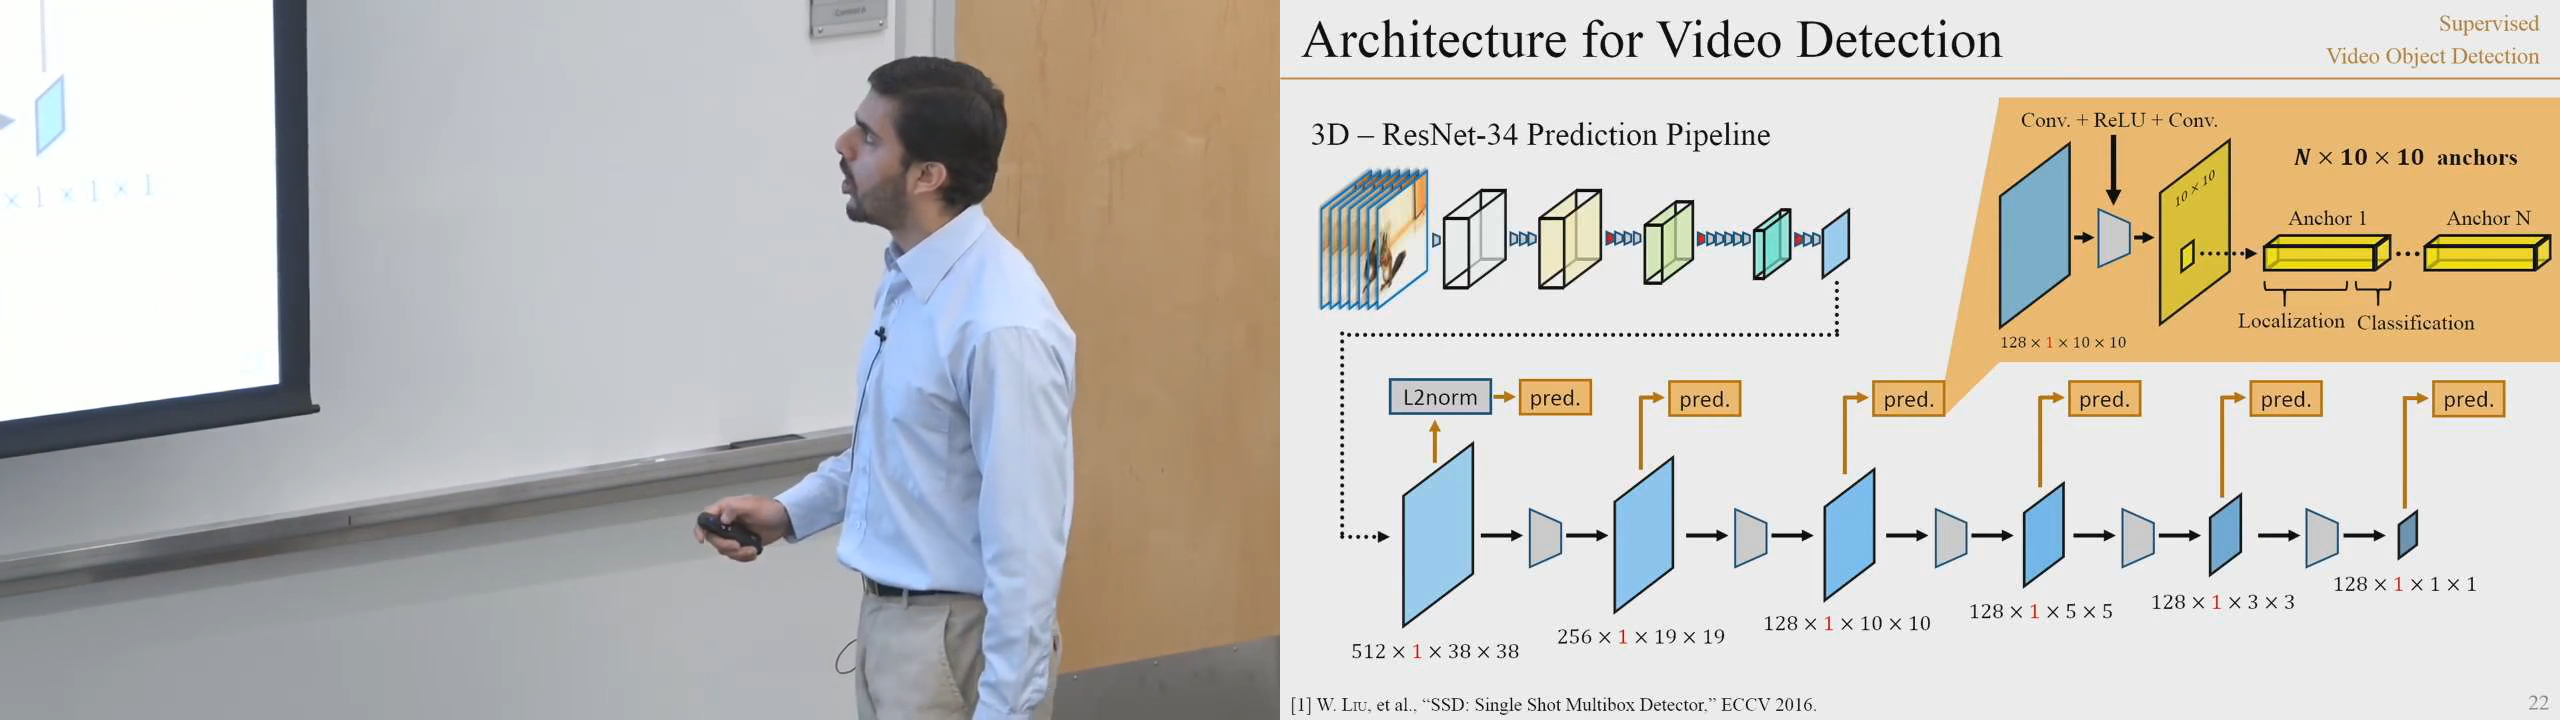 × 1 × 1 × 1
Architecture for Video Detection
Supervised
Video Object Detection
3D – ResNet-34 Prediction Pipeline
Conv. + ReLU + Conv.
N × 10 × 10 anchors
10 × 10
Anchor 1
Anchor N
Localization
Classification
128 × 1 × 10 × 10
L2norm
pred.
pred.
pred.
pred.
pred.
pred.
512 × 1 × 38 × 38
256 × 1 × 19 × 19
128 × 1 × 10 × 10
128 × 1 × 5 × 5
128 × 1 × 3 × 3
128 × 1 × 1 × 1
[1] W. LIU, et al., “SSD: Single Shot Multibox Detector,” ECCV 2016.
22